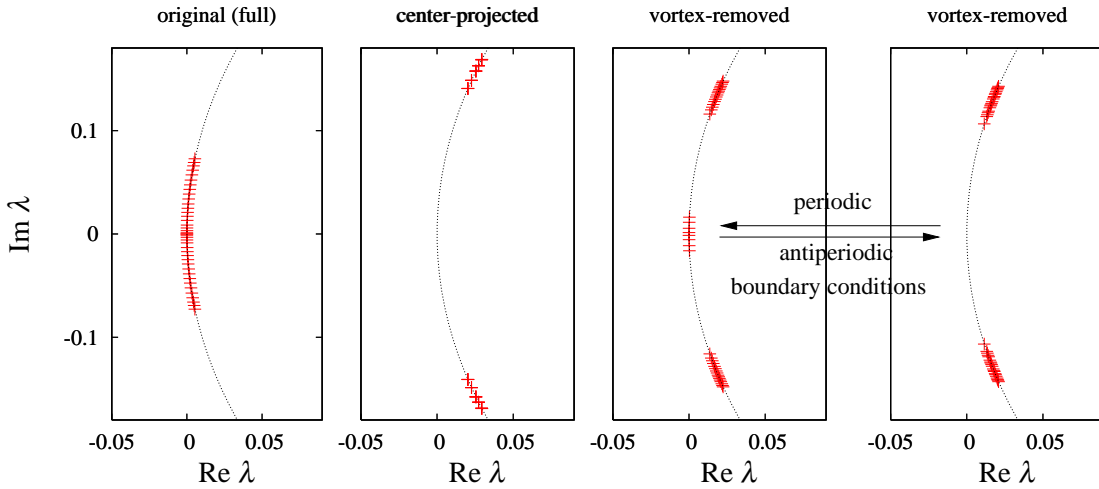 original (full)
center-projected
vortex-removed
vortex-removed
Im λ
0.1
0
-0.1
periodic
antiperiodic
boundary conditions
-0.05
0
0.05
-0.05
0
0.05
-0.05
0
0.05
-0.05
0
0.05
Re λ
Re λ
Re λ
Re λ